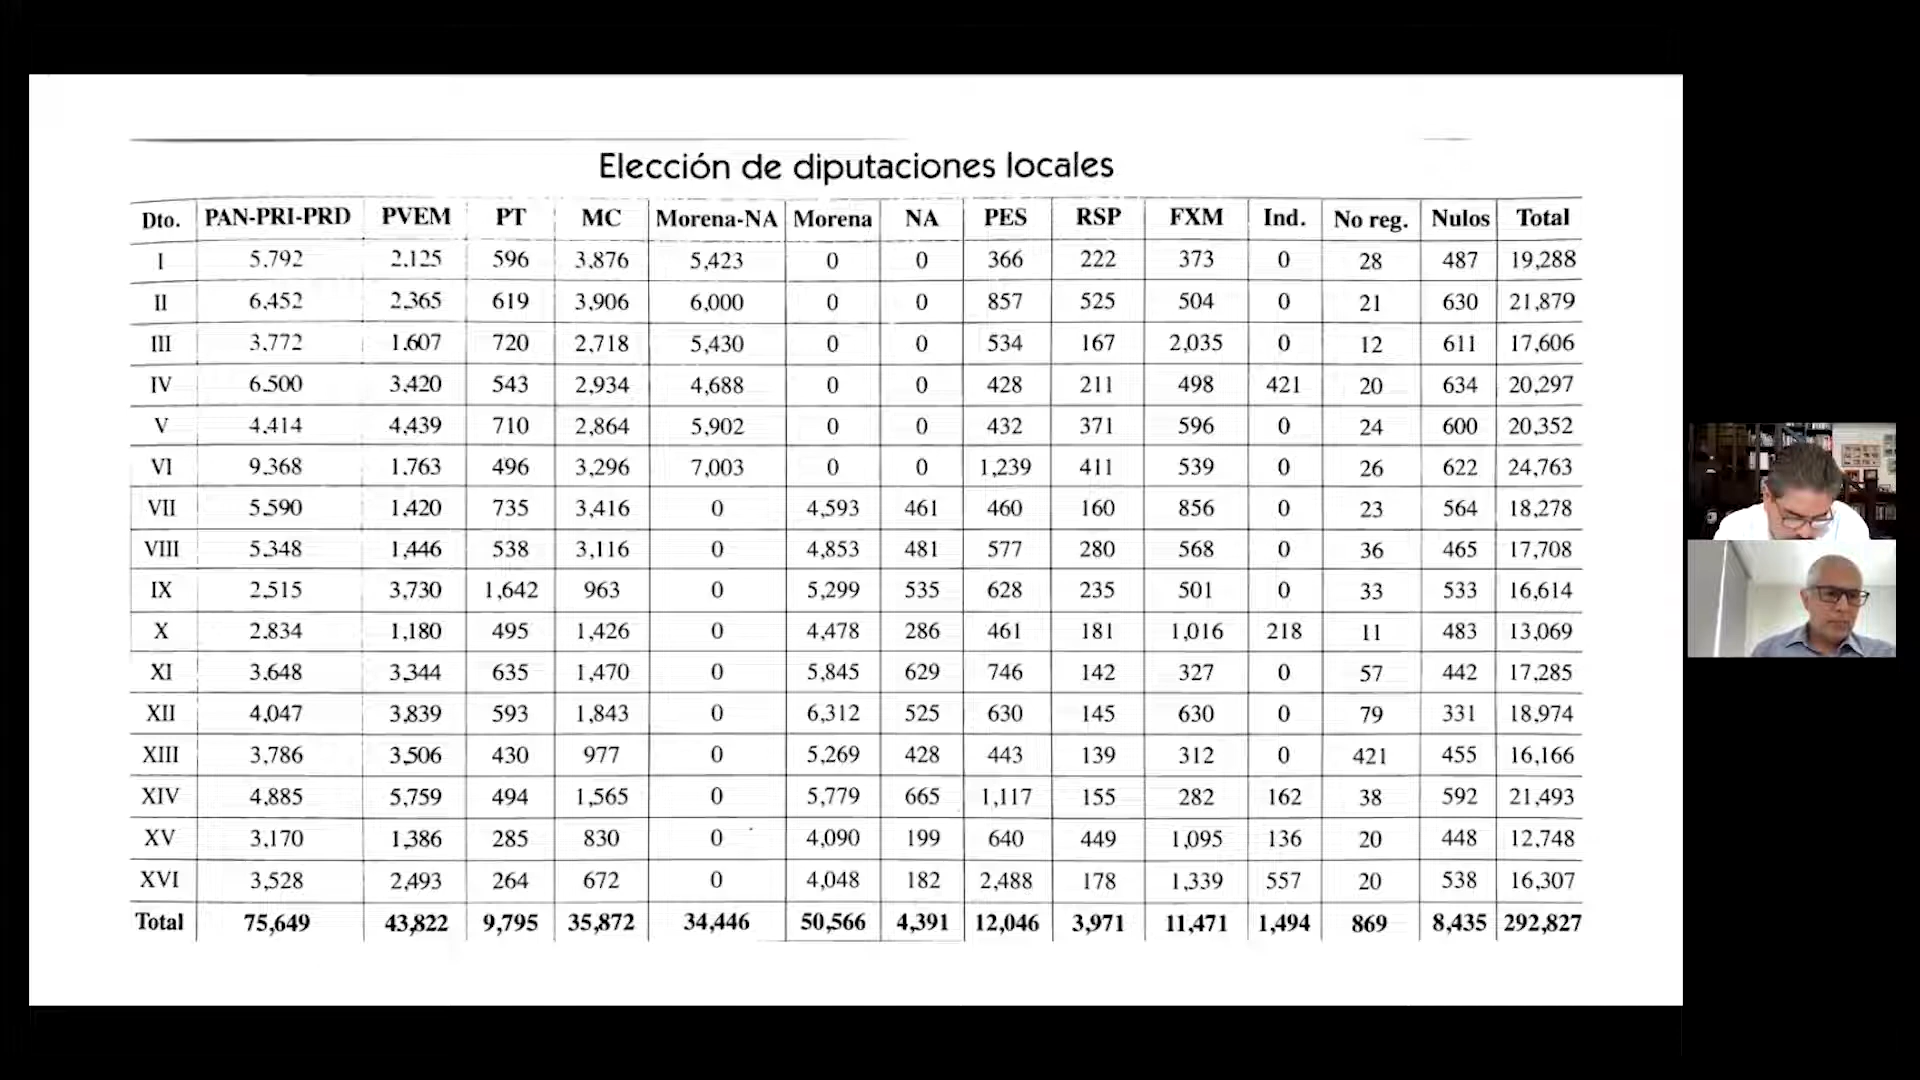 Elección de diputaciones locales
Dto. PAN-PRI-PRD PVEM PT MC Morena-NA Morena NA PES RSP FXM Ind. No reg. Nulos Total
I 5,792 2,125 596 3,876 5,423 0 0 366 222 373 0 28 487 19,288
II 6,452 2,365 619 3,906 6,000 0 0 857 525 504 0 21 630 21,879
III 3,772 1,607 720 2,718 5,430 0 0 534 167 2,035 0 12 611 17,606
IV 6,500 3,420 543 2,934 4,688 0 0 428 211 498 421 20 634 20,297
V 4,414 4,439 710 2,864 5,902 0 0 432 371 596 0 24 600 20,352
VI 9,368 1,763 496 3,296 7,003 0 0 1,239 411 539 0 26 622 24,763
VII 5,590 1,420 735 3,416 0 4,593 461 460 160 856 0 23 564 18,278
VIII 5,348 1,446 538 3,116 0 4,853 481 577 280 568 0 36 465 17,708
IX 2,515 3,730 1,642 963 0 5,299 535 628 235 501 0 33 533 16,614
X 2,834 1,180 495 1,426 0 4,478 286 461 181 1,016 218 11 483 13,069
XI 3,648 3,344 635 1,470 0 5,845 629 746 142 327 0 57 442 17,285
XII 4,047 3,839 593 1,843 0 6,312 525 630 145 630 0 79 331 18,974
XIII 3,786 3,506 430 977 0 5,269 428 443 139 312 0 421 455 16,166
XIV 4,885 5,759 494 1,565 0 5,779 665 1,117 155 282 162 38 592 21,493
XV 3,170 1,386 285 830 0 4,090 199 640 449 1,095 136 20 448 12,748
XVI 3,528 2,493 264 672 0 4,048 182 2,488 178 1,339 557 20 538 16,307
Total 75,649 43,822 9,795 35,872 34,446 50,566 4,391 12,046 3,971 11,471 1,494 869 8,435 292,827